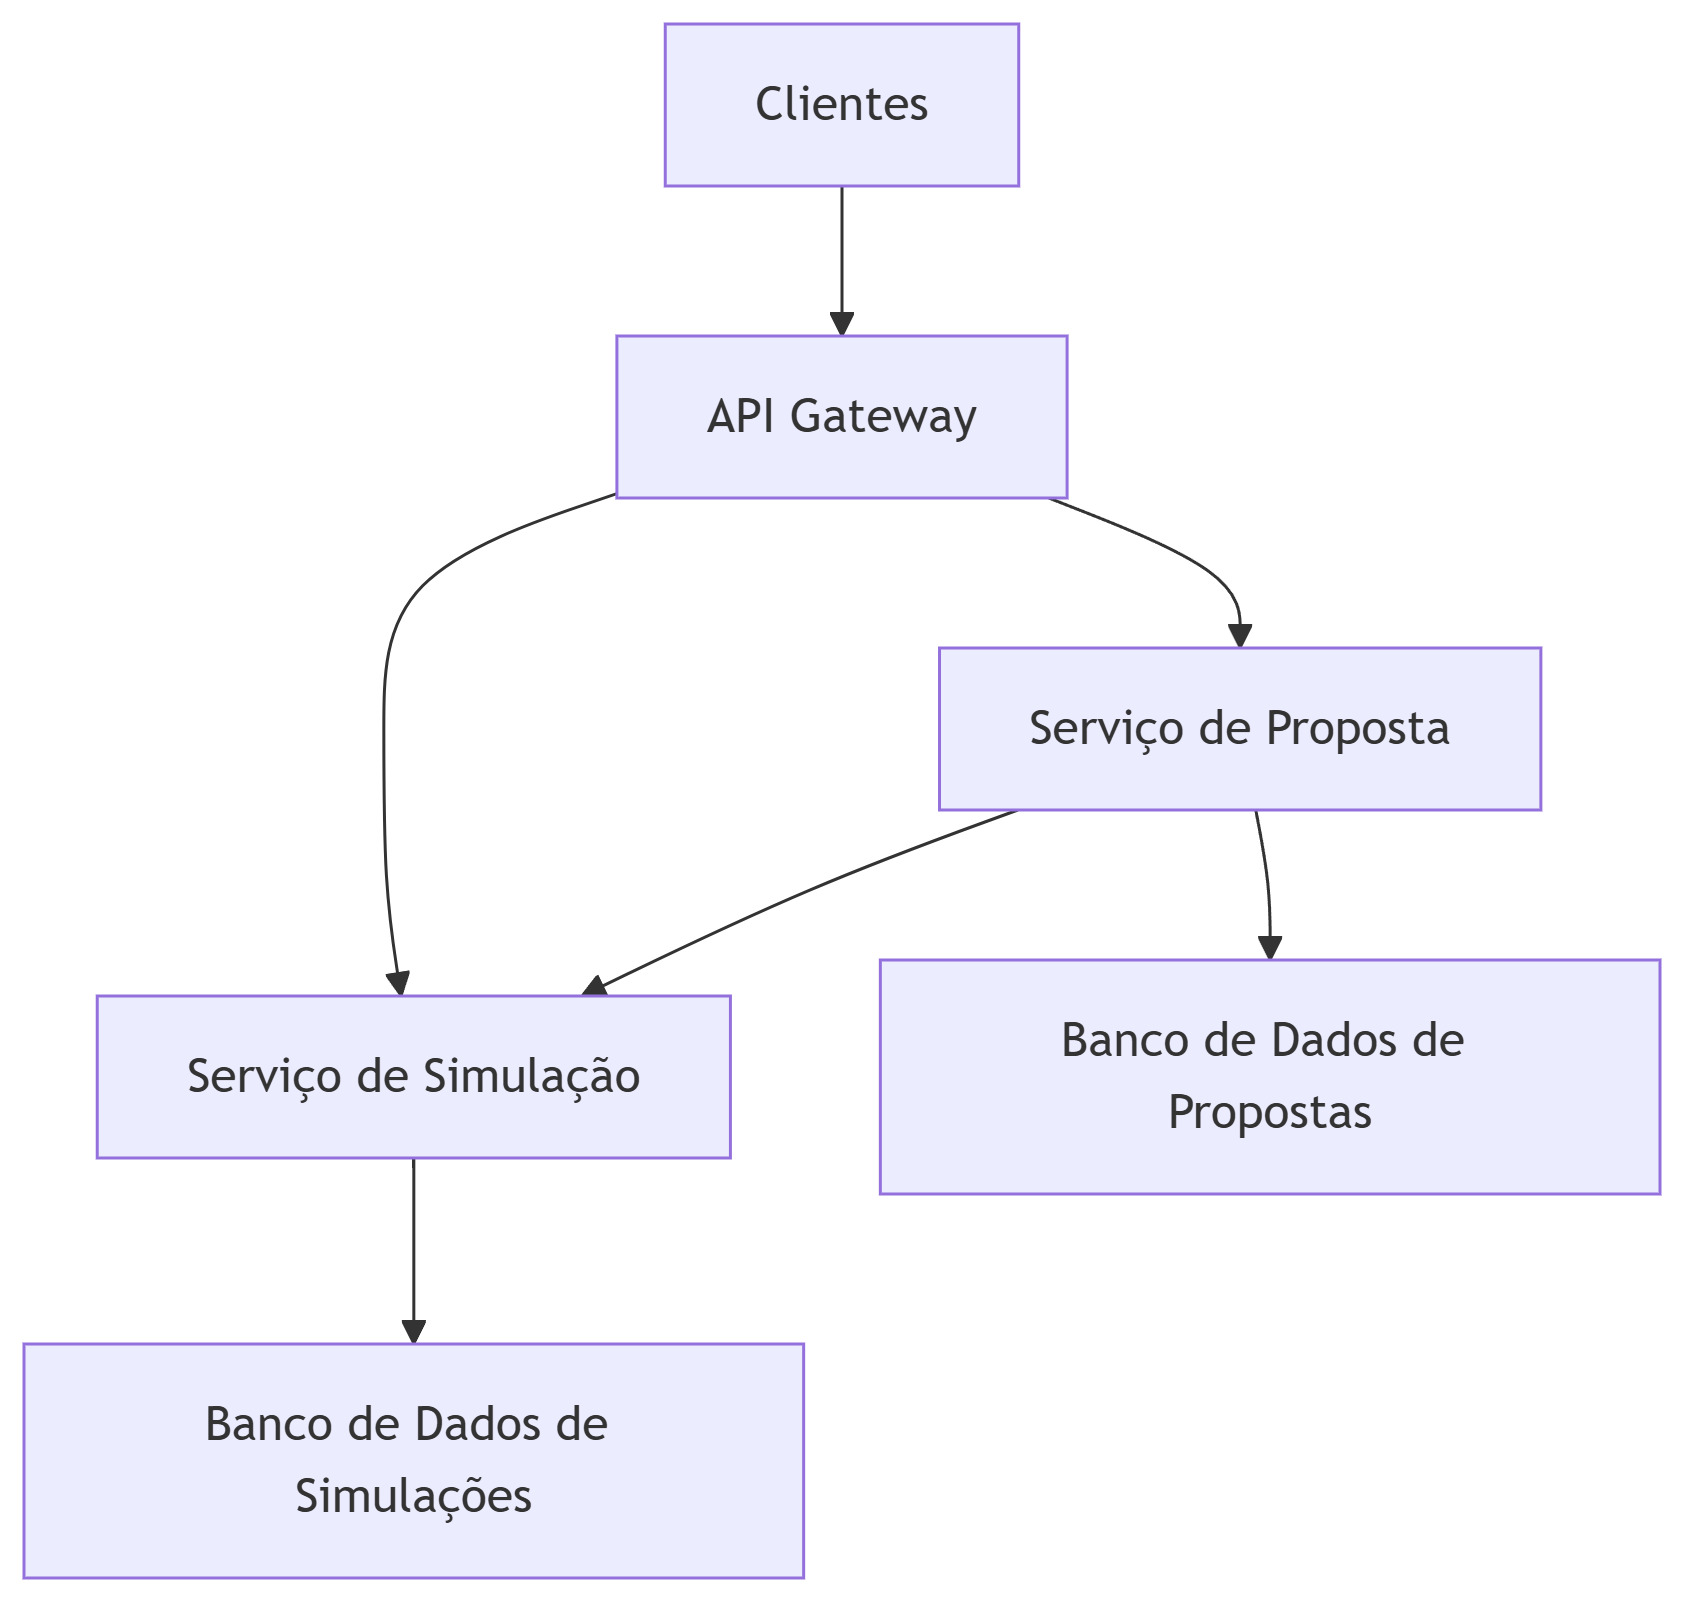 Clientes
API Gateway
Serviço de Proposta
Serviço de Simulação
Banco de Dados de
Propostas
Banco de Dados de
Simulações